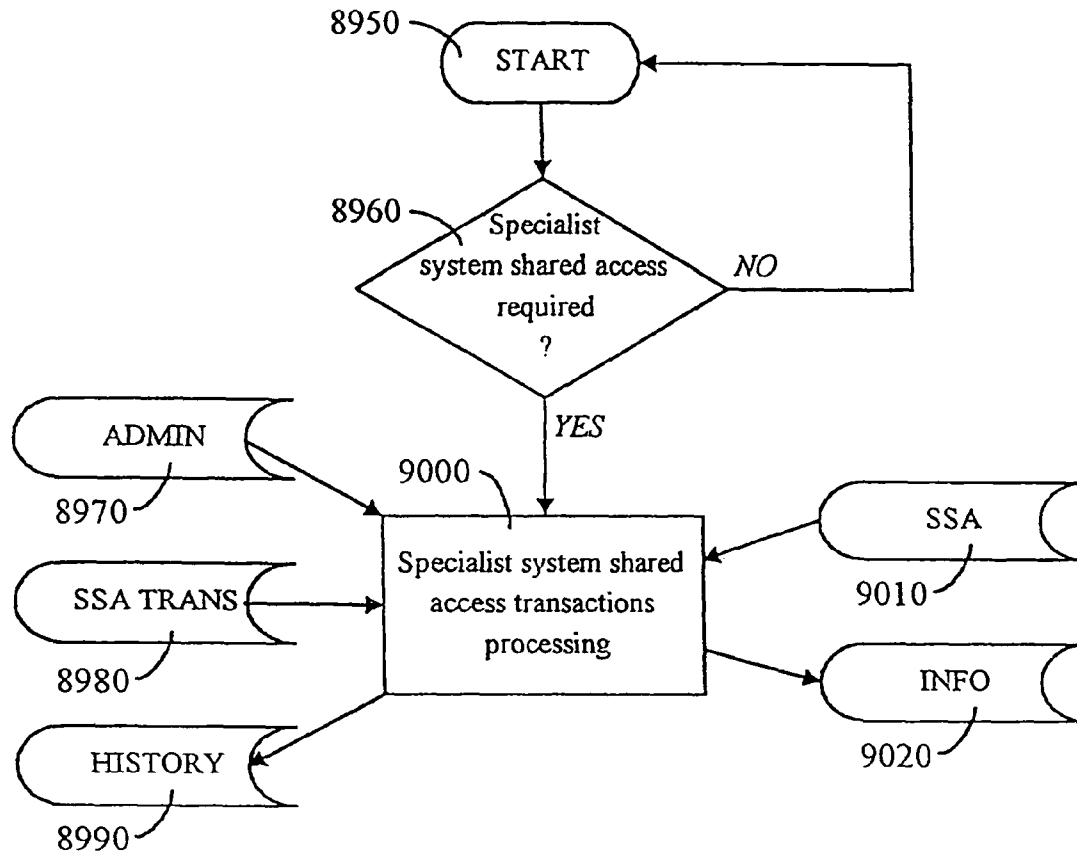 8950
START
8960
Specialist
system shared access
required
?
NO
YES
ADMIN
8970
9000
SSA
9010
Specialist system shared
access transactions
processing
SSA TRANS
8980
INFO
9020
HISTORY
8990